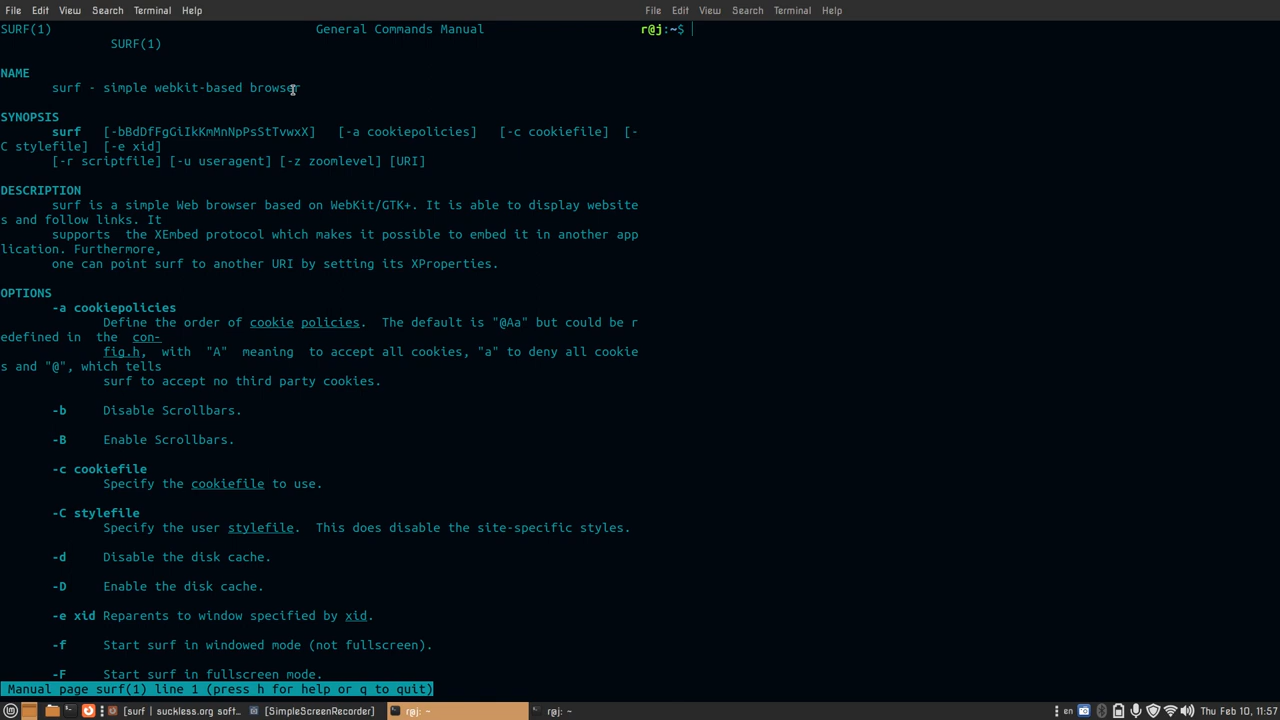 File Edit View Search Terminal Help
File Edit View Search Terminal Help
SURF(1) General Commands Manual
SURF(1)
r@j:~$
NAME
surf - simple webkit-based browser
SYNOPSIS
surf [-bBdDfFgGiIkKmMnNpPsStTvwxX] [-a cookiepolicies] [-c cookiefile] [-
C stylefile] [-e xid]
[-r scriptfile] [-u useragent] [-z zoomlevel] [URI]
DESCRIPTION
surf is a simple Web browser based on WebKit/GTK+. It is able to display website
s and follow links. It
supports the XEmbed protocol which makes it possible to embed it in another app
lication. Furthermore,
one can point surf to another URI by setting its XProperties.
OPTIONS
-a cookiepolicies
Define the order of cookie policies. The default is "@Aa" but could be r
edefined in the con-
fig.h, with "A" meaning to accept all cookies, "a" to deny all cookie
s and "@", which tells
surf to accept no third party cookies.
-b Disable Scrollbars.
-B Enable Scrollbars.
-c cookiefile
Specify the cookiefile to use.
-C stylefile
Specify the user stylefile. This does disable the site-specific styles.
-d Disable the disk cache.
-D Enable the disk cache.
-e xid Reparents to window specified by xid.
-f Start surf in windowed mode (not fullscreen).
-F Start surf in fullscreen mode.
Manual page surf(1) line 1 (press h for help or q to quit)
[surf | suckless.org soft... [SimpleScreenRecorder] r@j: ~ r@j: ~ en Thu Feb 10, 11:57